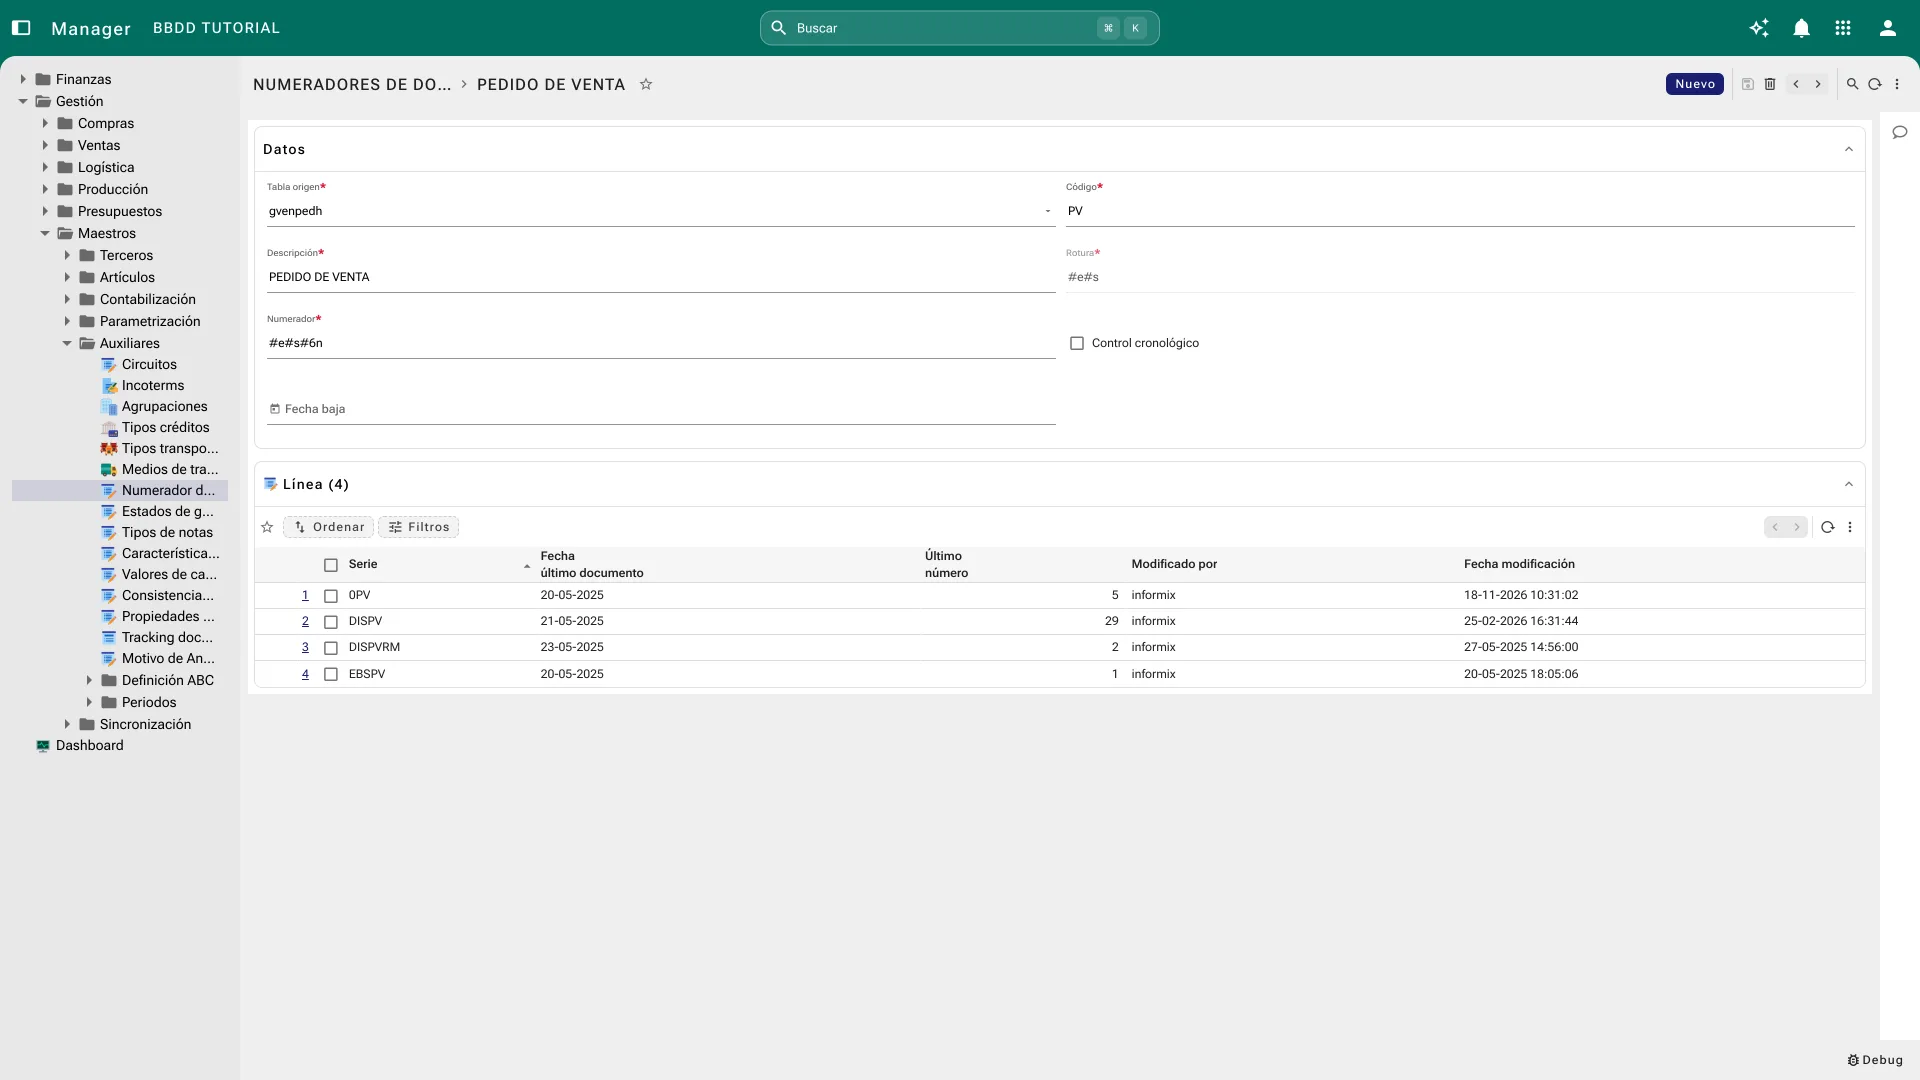 Manager
BBDD TUTORIAL
Buscar
⌘ K
Finanzas
Gestión
Compras
Ventas
Logística
Producción
Presupuestos
Maestros
Terceros
Artículos
Contabilización
Parametrización
Auxiliares
Circuitos
Incoterms
Agrupaciones
Tipos créditos
Tipos transpo...
Medios de tra...
Numerador d...
Estados de g...
Tipos de notas
Característica...
Valores de ca...
Consistencia...
Propiedades ...
Tracking doc...
Motivo de An...
Definición ABC
Periodos
Sincronización
Dashboard
NUMERADORES DE DO... > PEDIDO DE VENTA
Nuevo
Datos
Tabla origen*
gvenpedh
Código*
PV
Descripción*
PEDIDO DE VENTA
Rotura*
#e#s
Numerador*
#e#s#6n
Control cronológico
Fecha baja
Línea (4)
Ordenar
Filtros
Serie
Fecha
último documento
Último
número
Modificado por
Fecha modificación
1 0PV 20-05-2025 5 informix 18-11-2026 10:31:02
2 DISPV 21-05-2025 29 informix 25-02-2026 16:31:44
3 DISPVRM 23-05-2025 2 informix 27-05-2025 14:56:00
4 EBSPV 20-05-2025 1 informix 20-05-2025 18:05:06
Debug